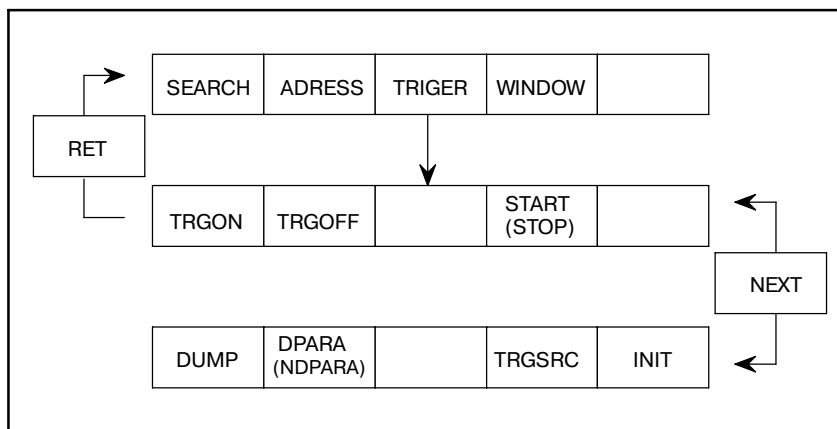 SEARCH ADRESS TRIGER WINDOW
RET
TRGON TRGOFF START
(STOP)
NEXT
DUMP DPARA
(NDPARA) TRGSRC INIT